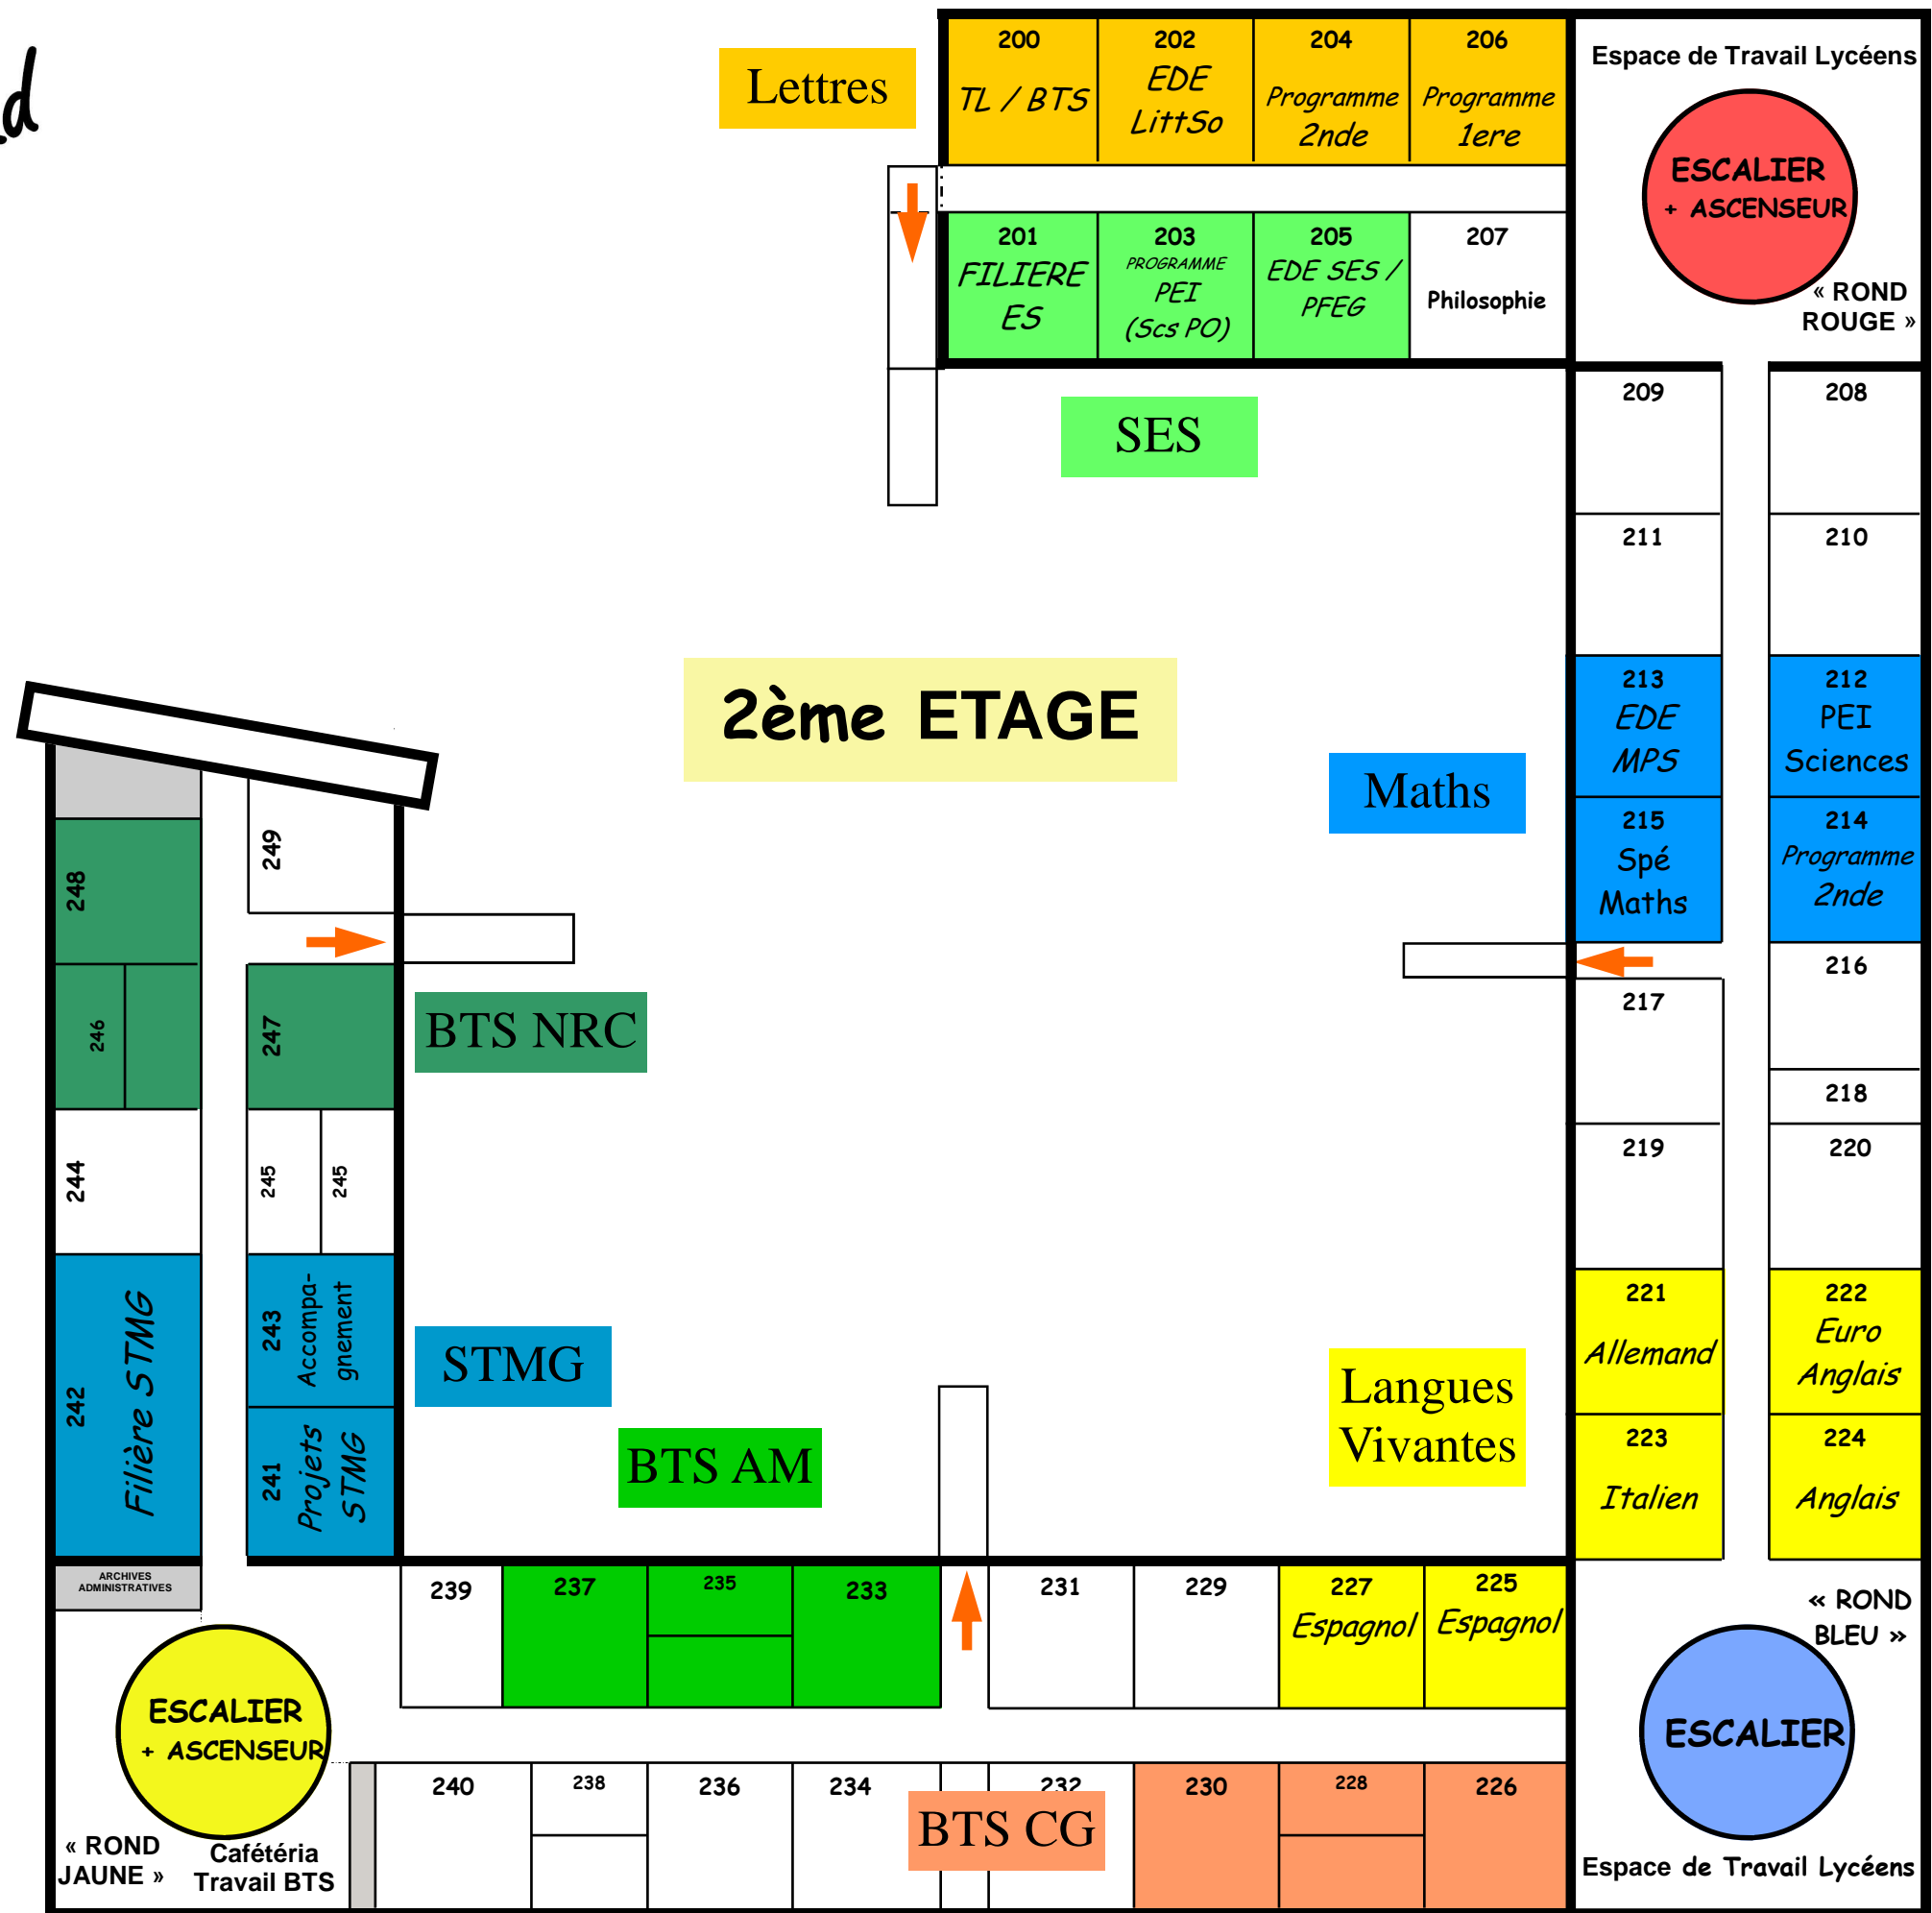 d
Lettres
200
TL / BTS
202
EDE
LittSo
204
Programme
2nde
206
Programme
1ere
Espace de Travail Lycéens
ESCALIER
+ ASCENSEUR
« ROND
ROUGE »
201
FILIERE
ES
203
PROGRAMME
PEI
(Scs PO)
205
EDE SES /
PFEG
207
Philosophie
SES
209
208
211
210
2ème ETAGE
Maths
213
EDE
MPS
212
PEI
Sciences
215
Spé
Maths
214
Programme
2nde
216
217
218
219
220
221
Allemand
222
Euro
Anglais
223
Italien
224
Anglais
Langues
Vivantes
249
248
246
247
BTS NRC
244
245
245
242
Filière STMG
243
Accompa-
gnement
241
Projets
STMG
STMG
BTS AM
ARCHIVES
ADMINISTRATIVES
239
237
235
233
231
229
227
Espagnol
225
Espagnol
« ROND
BLEU »
ESCALIER
Espace de Travail Lycéens
ESCALIER
+ ASCENSEUR
« ROND
JAUNE »
Cafétéria
Travail BTS
240
238
236
234
232
BTS CG
230
228
226